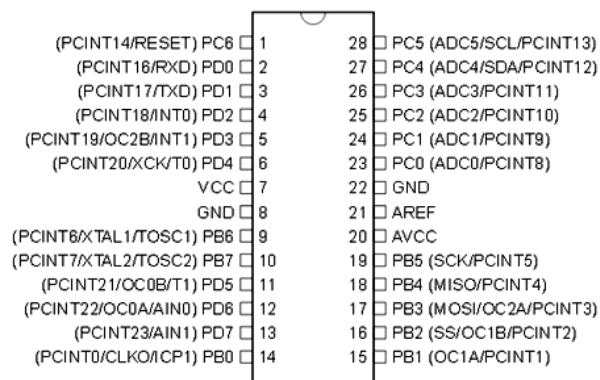 (PCINT14/RESET) PC6 1 28 PC5 (ADC5/SCL/PCINT13)
(PCINT16/RXD) PD0 2 27 PC4 (ADC4/SDA/PCINT12)
(PCINT17/TXD) PD1 3 26 PC3 (ADC3/PCINT11)
(PCINT18/INT0) PD2 4 25 PC2 (ADC2/PCINT10)
(PCINT19/OC2B/INT1) PD3 5 24 PC1 (ADC1/PCINT9)
(PCINT20/XCK/T0) PD4 6 23 PC0 (ADC0/PCINT8)
VCC 7 22 GND
GND 8 21 AREF
(PCINT6/XTAL1/TOSC1) PB6 9 20 AVCC
(PCINT7/XTAL2/TOSC2) PB7 10 19 PB5 (SCK/PCINT5)
(PCINT21/OC0B/T1) PD5 11 18 PB4 (MISO/PCINT4)
(PCINT22/OC0A/AIN0) PD6 12 17 PB3 (MOSI/OC2A/PCINT3)
(PCINT23/AIN1) PD7 13 16 PB2 (SS/OC1B/PCINT2)
(PCINT0/CLKO/ICP1) PB0 14 15 PB1 (OC1A/PCINT1)